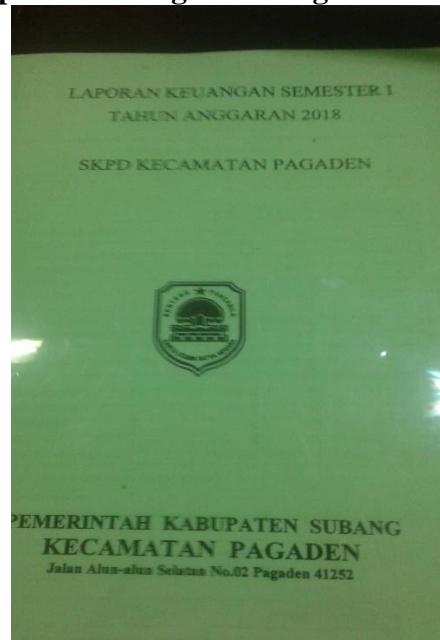 LAPORAN KEUANGAN SEMESTER I
TAHUN ANGGARAN 2018
SKPD KECAMATAN PAGADEN
PEMERINTAH KABUPATEN SUBANG
KECAMATAN PAGADEN
Jalan Alun-alun Selatan No.02 Pagaden 41252